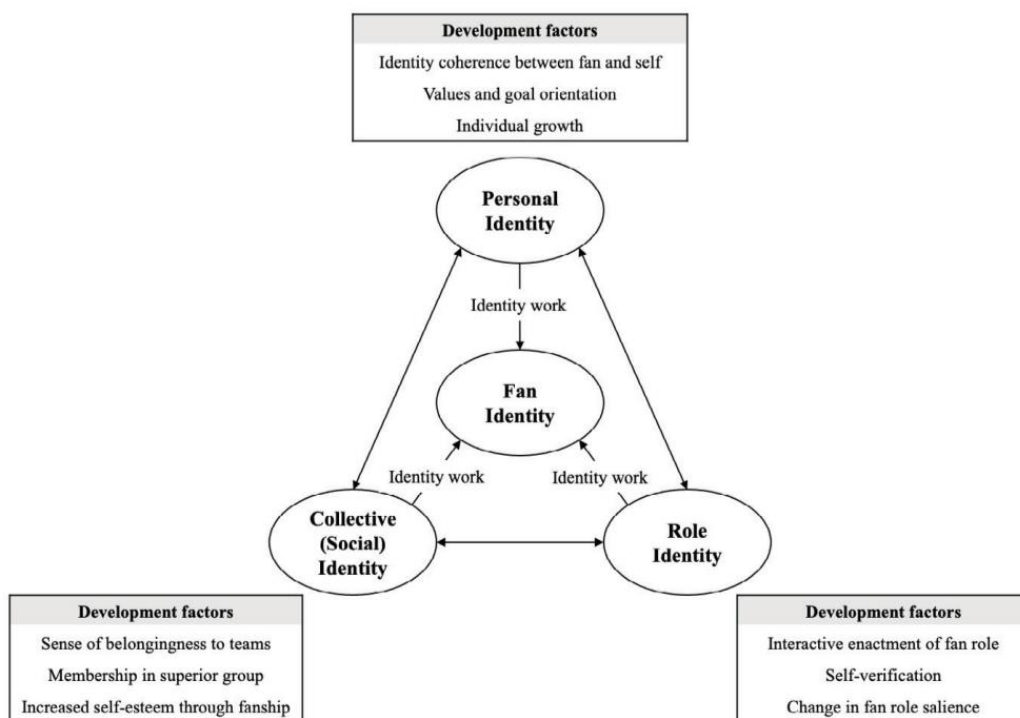 Development factors
Identity coherence between fan and self
Values and goal orientation
Individual growth
Personal
Identity
Identity work
Fan
Identity
Identity work
Identity work
Collective
(Social)
Identity
Role
Identity
Development factors
Sense of belongingness to teams
Membership in superior group
Increased self-esteem through fanship
Development factors
Interactive enactment of fan role
Self-verification
Change in fan role salience